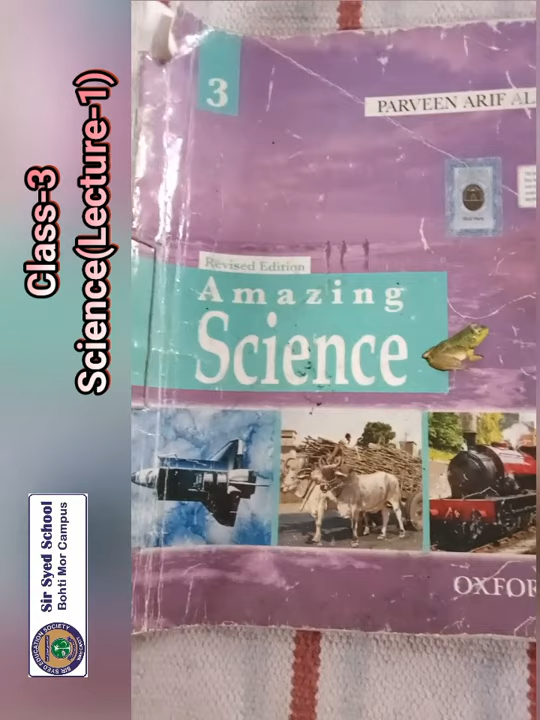 Class-3
Science(Lecture-1)
Sir Syed School
Bohti Mor Campus
3
PARVEEN ARIF AL
Revised Edition
Amazing
Science
OXFOR